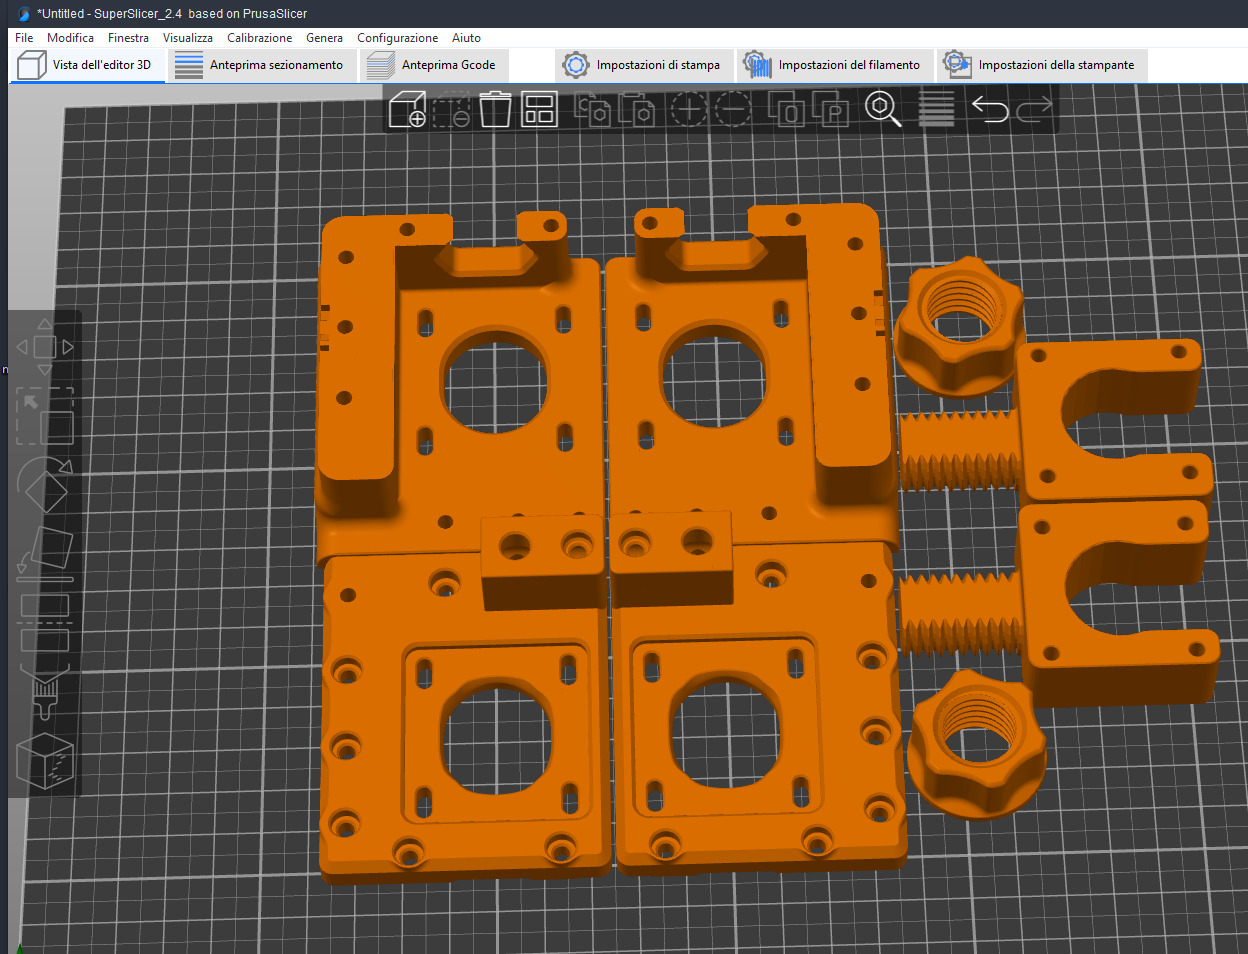 *Untitled - SuperSlicer_2.4  based on PrusaSlicer
File Modifica Finestra Visualizza Calibrazione Genera Configurazione Aiuto
Vista dell'editor 3D Anteprima sezionamento Anteprima Gcode Impostazioni di stampa Impostazioni del filamento Impostazioni della stampante
C O P
n